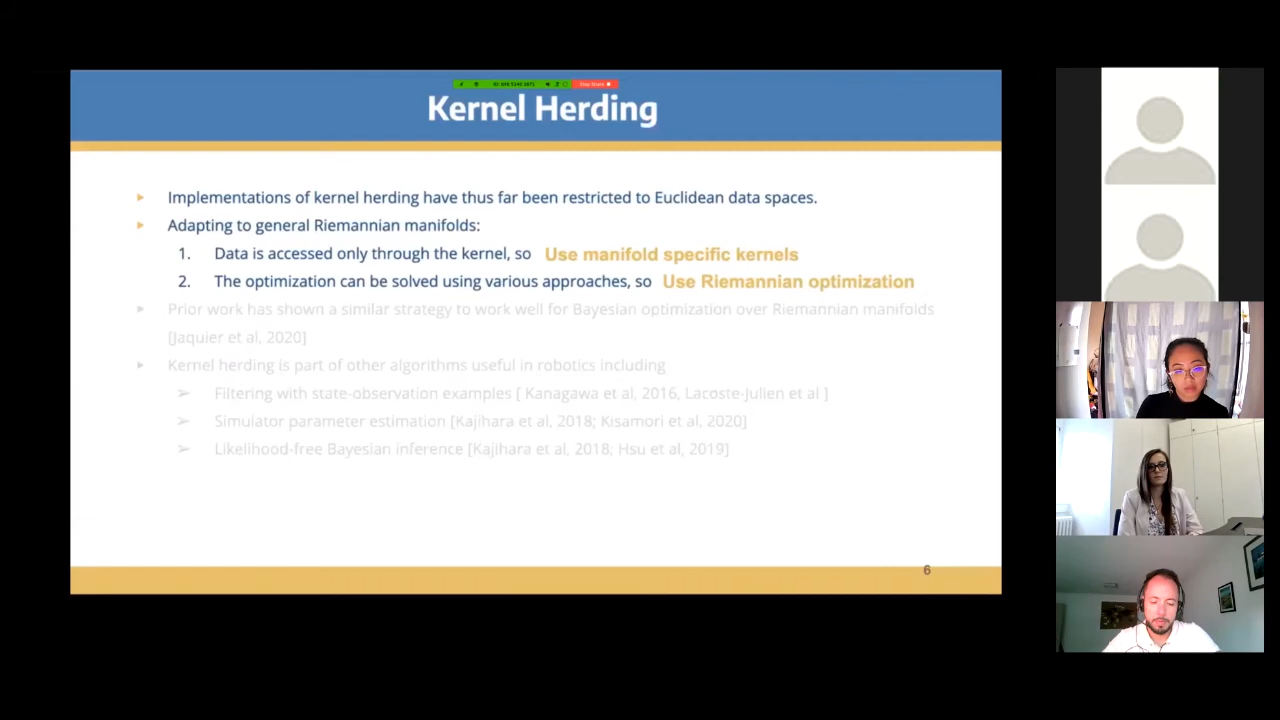 Kernel Herding
Implementations of kernel herding have thus far been restricted to Euclidean data spaces.
Adapting to general Riemannian manifolds:
1. Data is accessed only through the kernel, so Use manifold specific kernels
2. The optimization can be solved using various approaches, so Use Riemannian optimization
Prior work has shown a similar strategy to work well for Bayesian optimization over Riemannian manifolds
[Jaquier et al, 2020]
Kernel herding is part of other algorithms useful in robotics including
Filtering with state-observation examples [ Kanagawa et al, 2016, Lacoste-Julien et al ]
Simulator parameter estimation [Kajihara et al, 2018; Kisamori et al, 2020]
Likelihood-free Bayesian inference [Kajihara et al, 2018; Hsu et al, 2019]
6